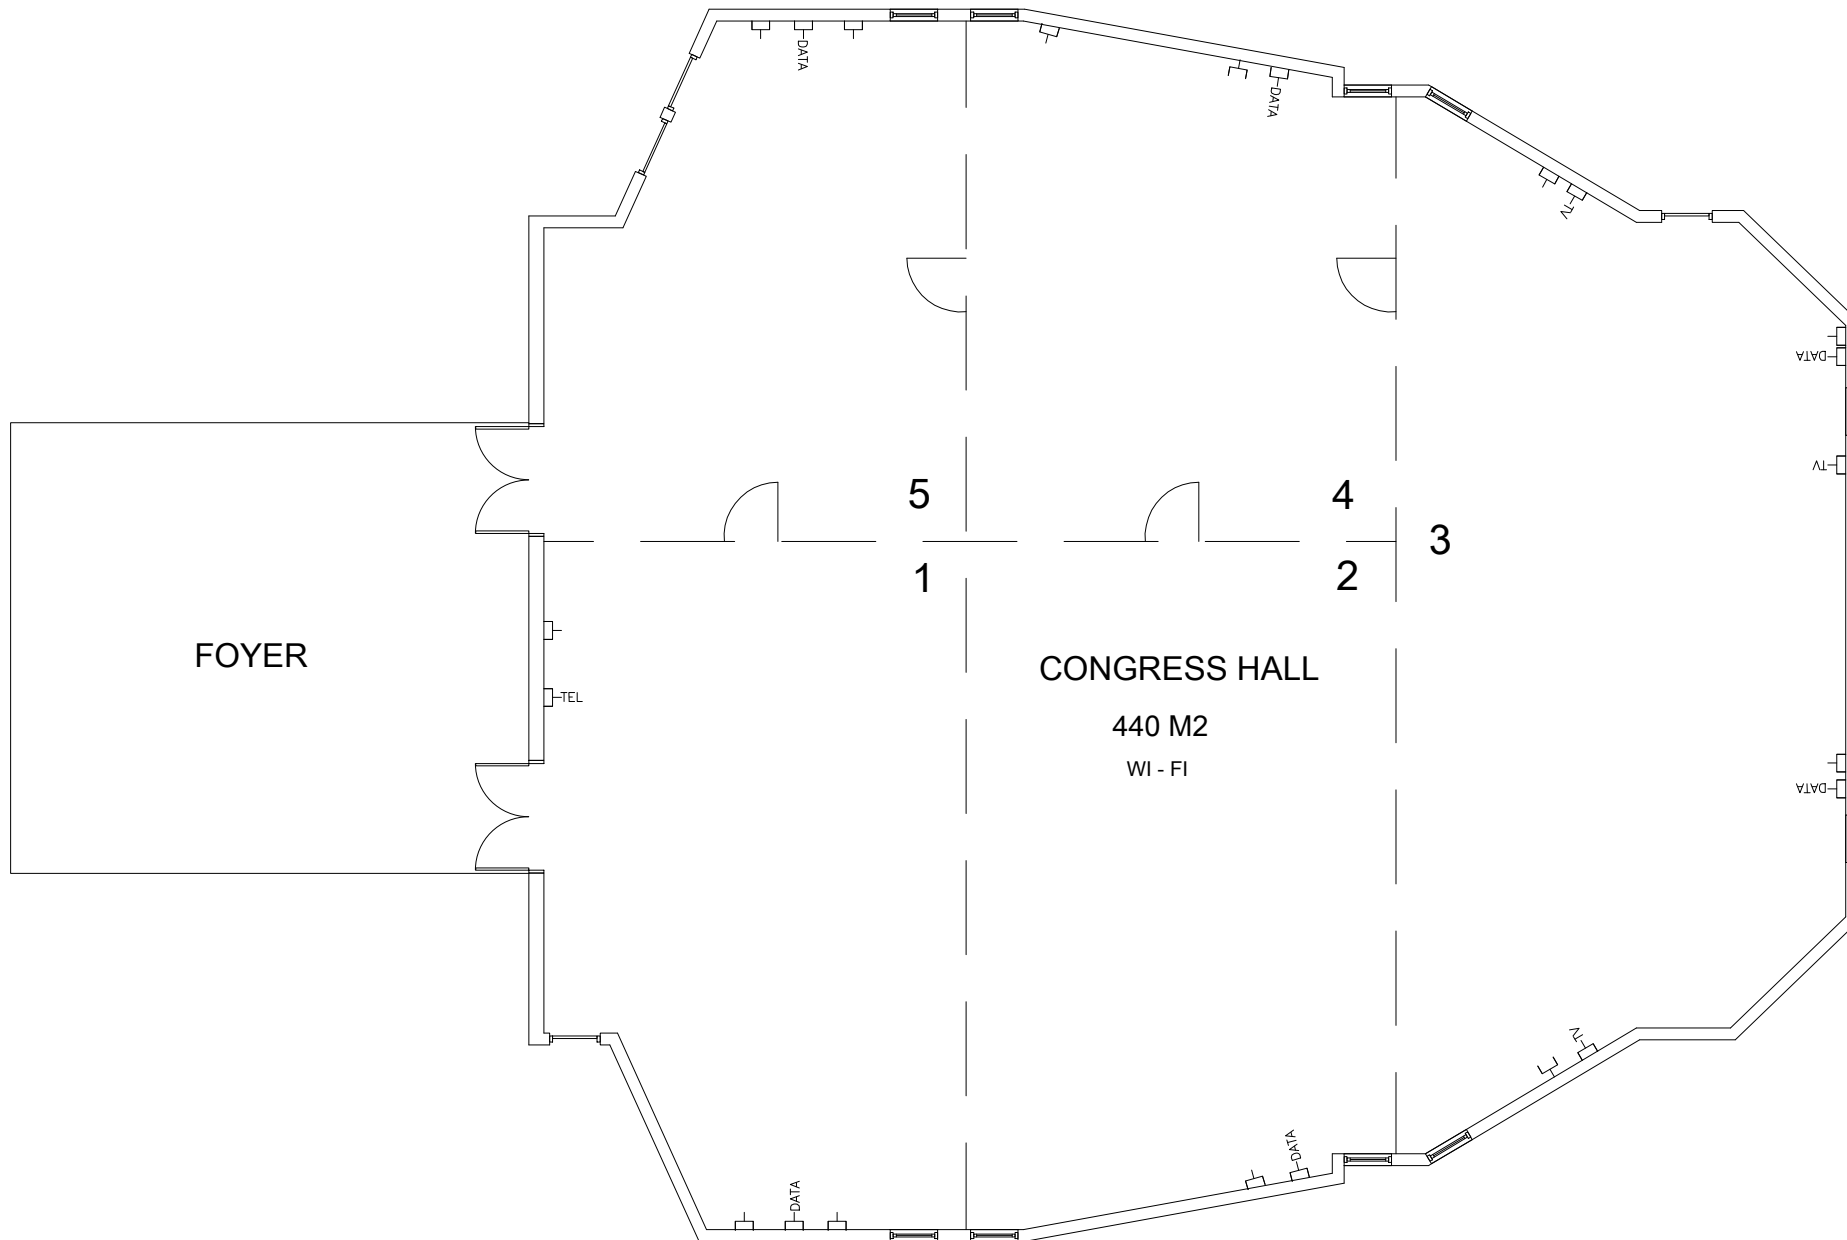 DATA
DATA
TV
DATA
TV
5
4
3
1
2
FOYER
CONGRESS HALL
TEL
440 M2
WI - FI
DATA
TV
DATA
DATA